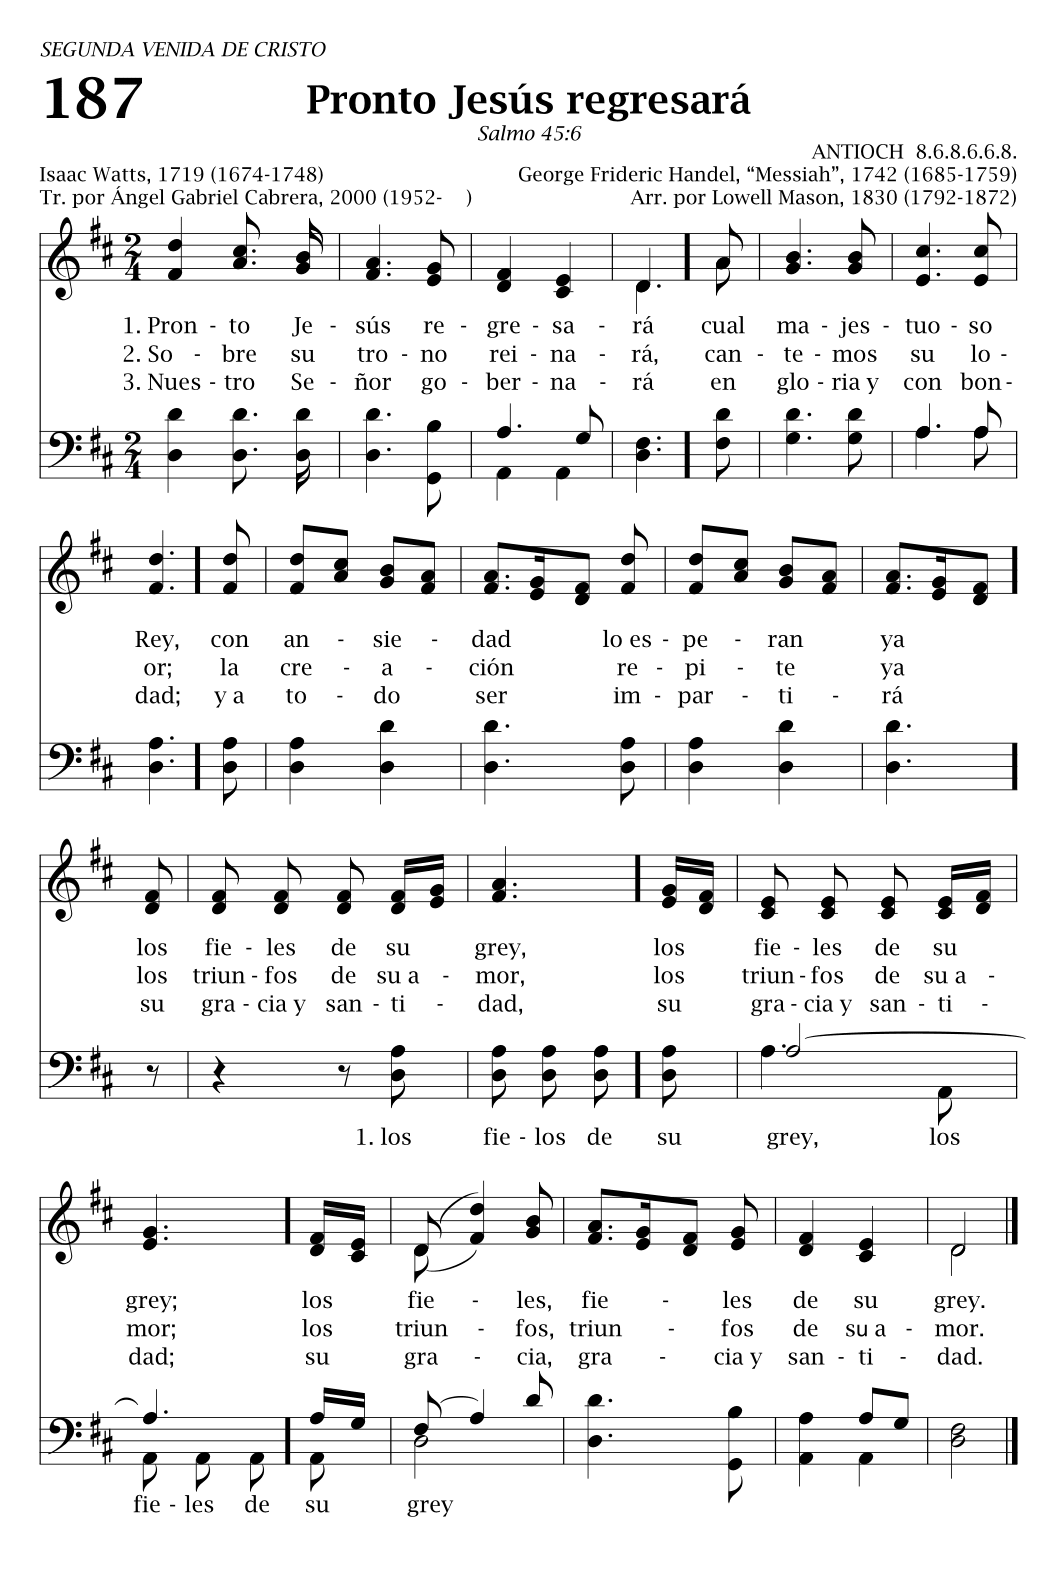 SEGUNDA VENIDA DE CRISTO
187
Pronto Jesús regresará
Salmo 45:6
ANTIOCH 8.6.8.6.6.8.
Isaac Watts, 1719 (1674-1748)
George Frideric Handel, “Messiah”, 1742 (1685-1759)
Tr. por Ángel Gabriel Cabrera, 2000 (1952- )
Arr. por Lowell Mason, 1830 (1792-1872)
2 4
1. Pron - to Je - sús re - gre - sa - rá cual ma - jes - tuo - so
2. So - bre su tro - no rei - na - rá, can - te - mos su lo -
3. Nues - tro Se - ñor go - ber - na - rá en glo - ria y con bon -
2 4
Rey, con an - sie - dad lo es - pe - ran ya
or; la cre - a - ción re - pi - te ya
dad; y a to - do ser im - par - ti - rá
los fie - les de su grey, los fie - les de su
los triun - fos de su a - mor, los triun - fos de su a -
su gra - cia y san - ti - dad, su gra - cia y san - ti -
1. los fie - los de su grey, los
grey; los fie - les, fie - les de su grey.
mor; los triun - fos, triun - fos de su a - mor.
dad; su gra - cia, gra - cia y san - ti - dad.
fie - les de su grey